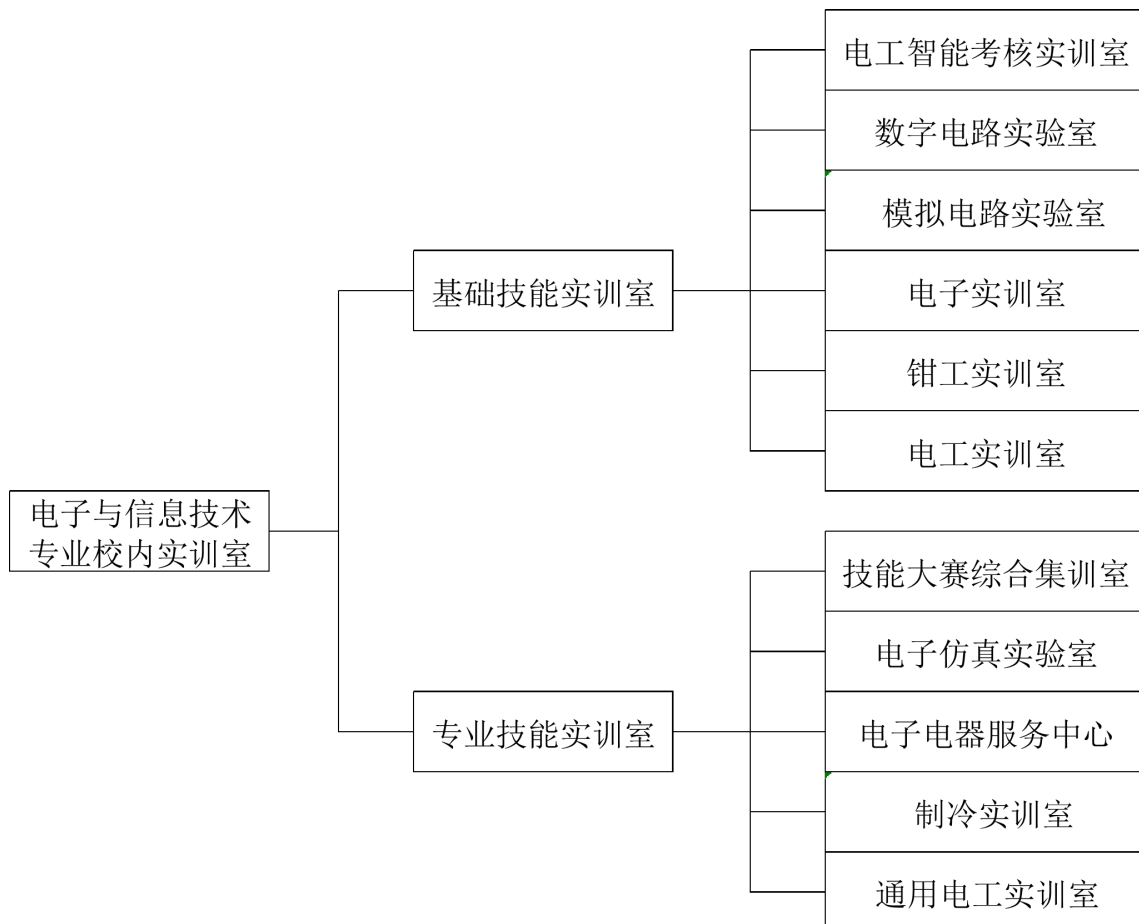 电子与信息技术
专业校内实训室
基础技能实训室
电工智能考核实训室
数字电路实验室
模拟电路实验室
电子实训室
钳工实训室
电工实训室
专业技能实训室
技能大赛综合集训室
电子仿真实验室
电子电器服务中心
制冷实训室
通用电工实训室